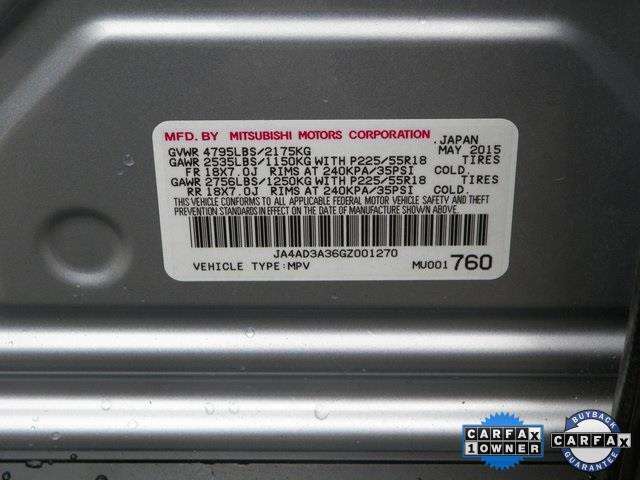 MFD. BY MITSUBISHI MOTORS CORPORATION JAPAN
GVWR 4795LBS/2175KG MAY 2015
GAWR 2535LBS/1150KG WITH P225/55R18 TIRES
FR 18X7.0J RIMS AT 240KPA/35PSI COLD.
GAWR 2756LBS/1250KG WITH P225/55R18 TIRES
RR 18X7.0J RIMS AT 240KPA/35PSI COLD.
THIS VEHICLE CONFORMS TO ALL APPLICABLE FEDERAL MOTOR VEHICLE SAFETY AND THEFT
PREVENTION STANDARDS IN EFFECT ON THE DATE OF MANUFACTURE SHOWN ABOVE.
JA4AD3A36GZ001270
VEHICLE TYPE:MPV MU001760
CARFAX
1 OWNER
BUYBACK
CARFAX
GUARANTEE